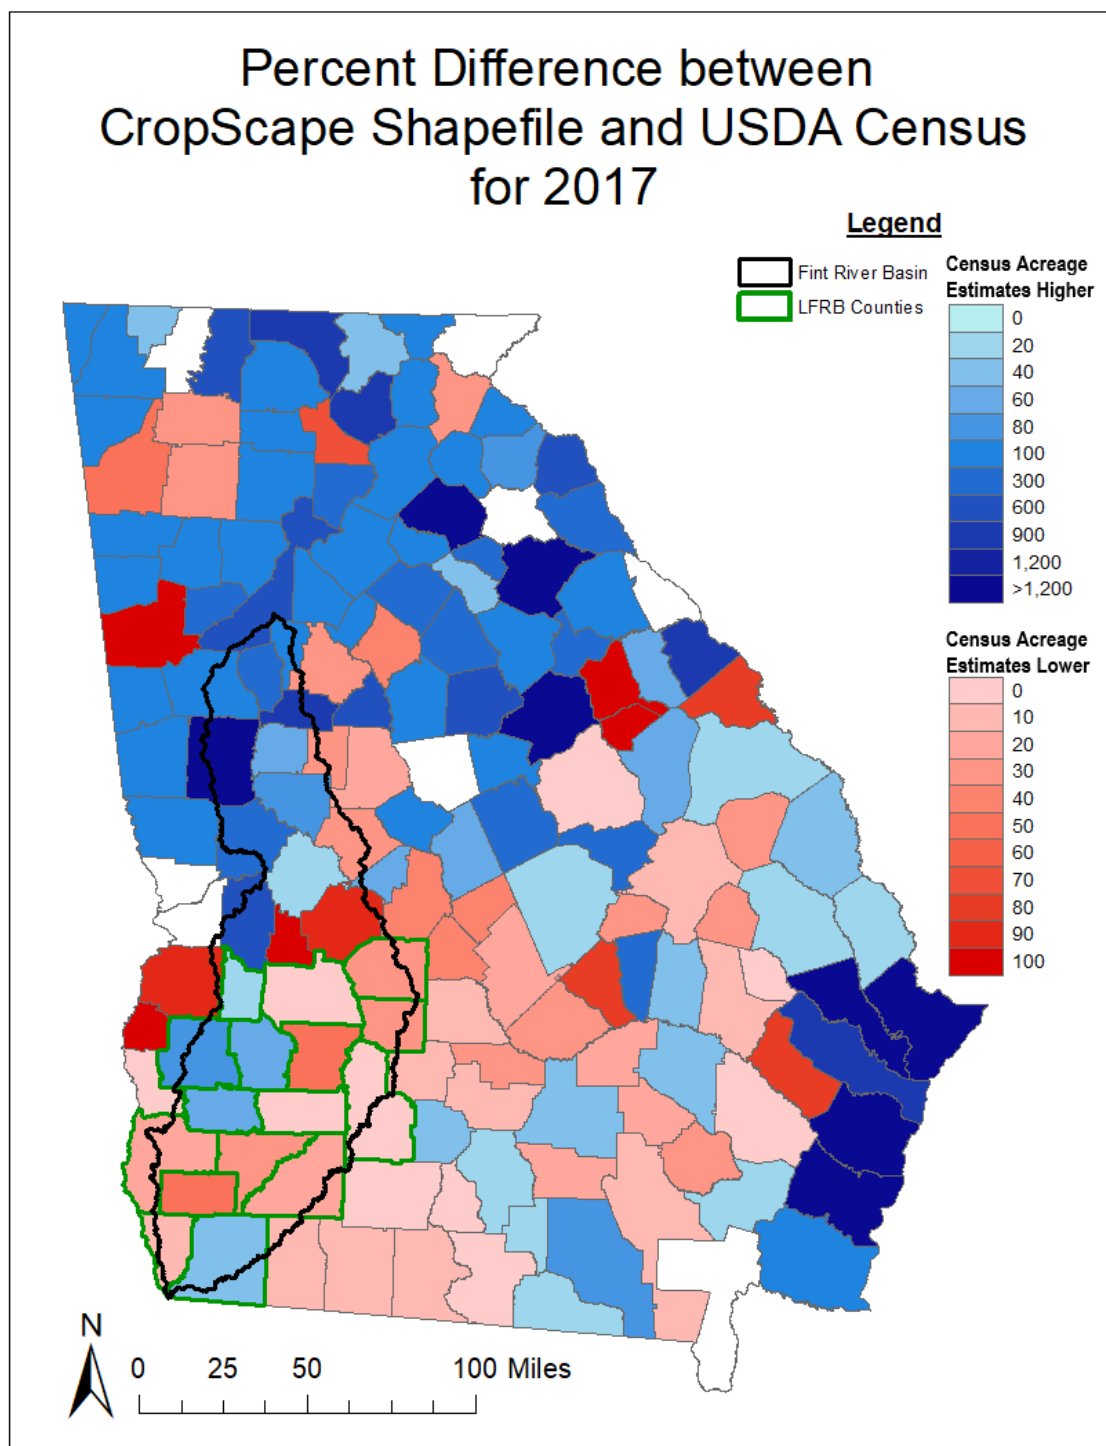 Percent Difference between
CropScape Shapefile and USDA Census
for 2017
Legend
Fint River Basin
LFRB Counties
Census Acreage
Estimates Higher
0
20
40
60
80
100
300
600
900
1,200
>1,200
Census Acreage
Estimates Lower
0
10
20
30
40
50
60
70
80
90
100
N
0 25 50 100 Miles